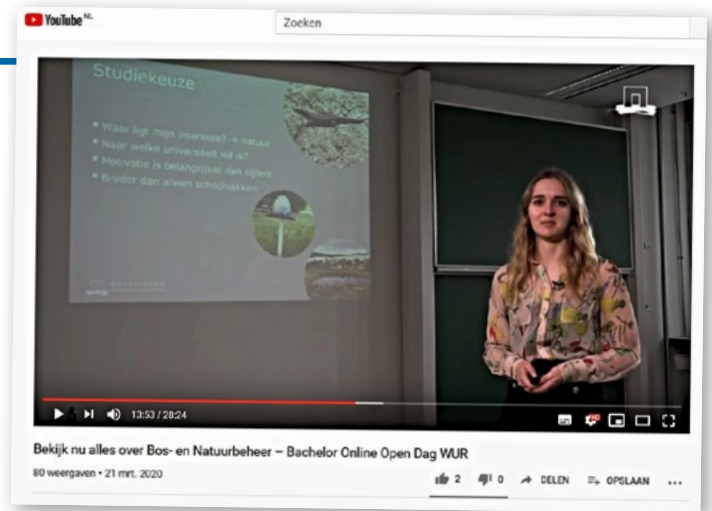 YouTube NL
Zoeken
Studiekeuze
Waar ligt mijn interesse? → natuur
Naar welke universiteit wil ik?
Motivatie is belangrijker dan cijfers
Breder dan alleen schoolvakken
WAGENINGEN
13:53 / 28:24
HD
Bekijk nu alles over Bos- en Natuurbeheer – Bachelor Online Open Dag WUR
80 weergaven • 21 mrt. 2020
2
0
DELEN
OPSLAAN